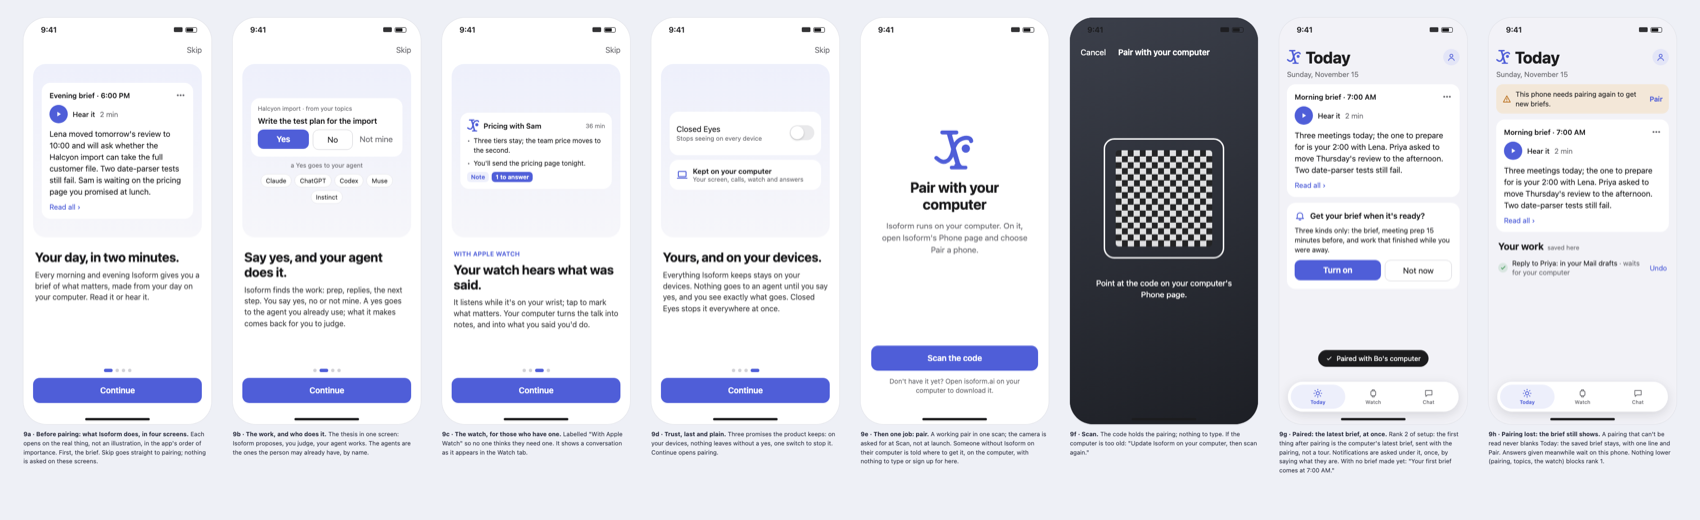 9:41
Skip
Evening brief · 6:00 PM
Hear it 2 min
Lena moved tomorrow's review to
10:00 and will ask whether the
Halcyon import can take the full
customer file. Two date-parser tests
still fail. Sam is waiting on the pricing
page you promised at lunch.
Read all ›
Your day, in two minutes.
Every morning and evening Isoform gives you a
brief of what matters, made from your day on
your computer. Read it or hear it.
Continue
9a · Before pairing: what Isoform does, in four screens. Each
opens on the real thing, not an illustration, in the app's order of
importance. First, the brief. Skip goes straight to pairing; nothing
is asked on these screens.
9:41
Skip
Halcyon import · from your topics
Write the test plan for the import
Yes
No
Not mine
a Yes goes to your agent
Claude
ChatGPT
Codex
Muse
Instinct
Say yes, and your agent
does it.
Isoform finds the work: prep, replies, the next
step. You say yes, no or not mine. A yes goes
to the agent you already use; what it makes
comes back for you to judge.
Continue
9b · The work, and who does it. The thesis in one screen:
Isoform proposes, you judge, your agent works. The agents are
the ones the person may already have, by name.
9:41
Skip
Pricing with Sam
36 min
· Three tiers stay; the team price moves to
the second.
· You'll send the pricing page tonight.
Note
1 to answer
WITH APPLE WATCH
Your watch hears what was
said.
It listens while it's on your wrist; tap to mark
what matters. Your computer turns the talk into
notes, and into what you said you'd do.
Continue
9c · The watch, for those who have one. Labelled "With Apple
Watch" so no one thinks they need one. It shows a conversation
as it appears in the Watch tab.
9:41
Skip
Closed Eyes
Stops seeing on every device
Kept on your computer
Your screen, calls, watch and answers
Yours, and on your devices.
Everything Isoform keeps stays on your
devices. Nothing goes to an agent until you say
yes, and you see exactly what goes. Closed
Eyes stops it everywhere at once.
Continue
9d · Trust, last and plain. Three promises the product keeps: on
your devices, nothing leaves without a yes, one switch to stop it.
Continue opens pairing.
9:41
Pair with your
computer
Isoform runs on your computer. On it,
open Isoform's Phone page and choose
Pair a phone.
Scan the code
Don't have it yet? Open isoform.ai on your
computer to download it.
9e · Then one job: pair. A working pair in one scan; the camera is
asked for at Scan, not at launch. Someone without Isoform on
their computer is told where to get it, on the computer, with
nothing to type or sign up for here.
9:41
Cancel
Pair with your computer
Point at the code on your computer's
Phone page.
9f · Scan. The code holds the pairing; nothing to type. If the
computer is too old: "Update Isoform on your computer, then scan
again."
9:41
Today
Sunday, November 15
Morning brief · 7:00 AM
Hear it 2 min
Three meetings today; the one to prepare
for is your 2:00 with Lena. Priya asked to
move Thursday's review to the afternoon.
Two date-parser tests still fail.
Read all ›
Get your brief when it's ready?
Three kinds only: the brief, meeting prep 15
minutes before, and work that finished while you
were away.
Turn on
Not now
Paired with Bo's computer
Today
Watch
Chat
9g · Paired: the latest brief, at once. Rank 2 of setup: the first
thing after pairing is the computer's latest brief, sent with the
pairing, not a tour. Notifications are asked under it, once, by
saying what they are. With no brief made yet: "Your first brief
comes at 7:00 AM."
9:41
Today
Sunday, November 15
This phone needs pairing again to get
new briefs.
Pair
Morning brief · 7:00 AM
Hear it 2 min
Three meetings today; the one to prepare
for is your 2:00 with Lena. Priya asked to
move Thursday's review to the afternoon.
Two date-parser tests still fail.
Read all ›
Your work saved here
Reply to Priya: in your Mail drafts · waits
for your computer
Undo
Today
Watch
Chat
9h · Pairing lost: the brief still shows. A pairing that can't be
read never blanks Today: the saved brief stays, with one line and
Pair. Answers given meanwhile wait on this phone. Nothing lower
(pairing, topics, the watch) blocks rank 1.